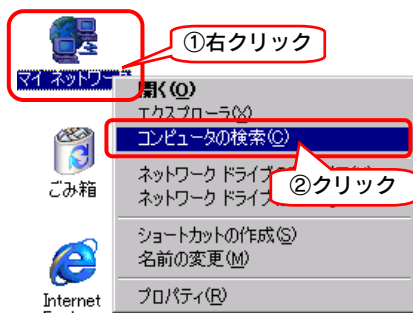 ①右クリック
マイ ネットワー
開く(O)
エクスプローラ(X)
コンピュータの検索(C)
ネットワーク ドライブ
②クリック
ネットワーク ドライブ
ごみ箱
ショートカットの作成(S)
名前の変更(M)
Internet
プロパティ(R)